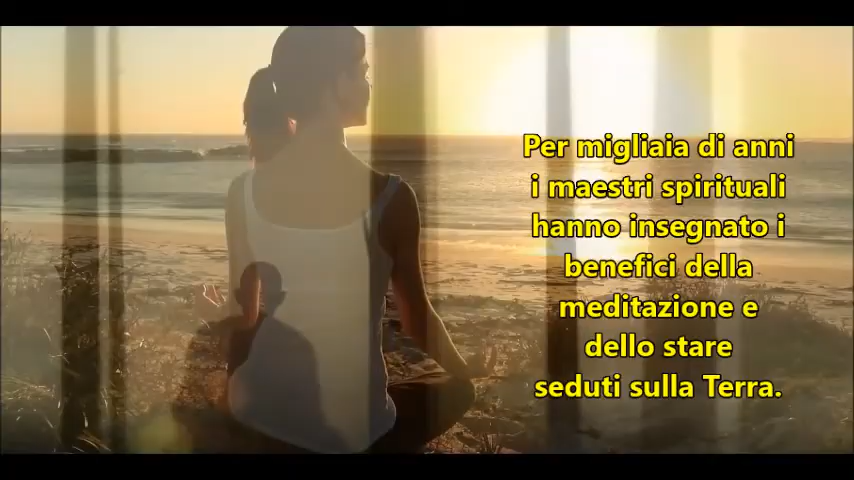 Per migliaia di anni
i maestri spirituali
hanno insegnato i
benefici della
meditazione e
dello stare
seduti sulla Terra.